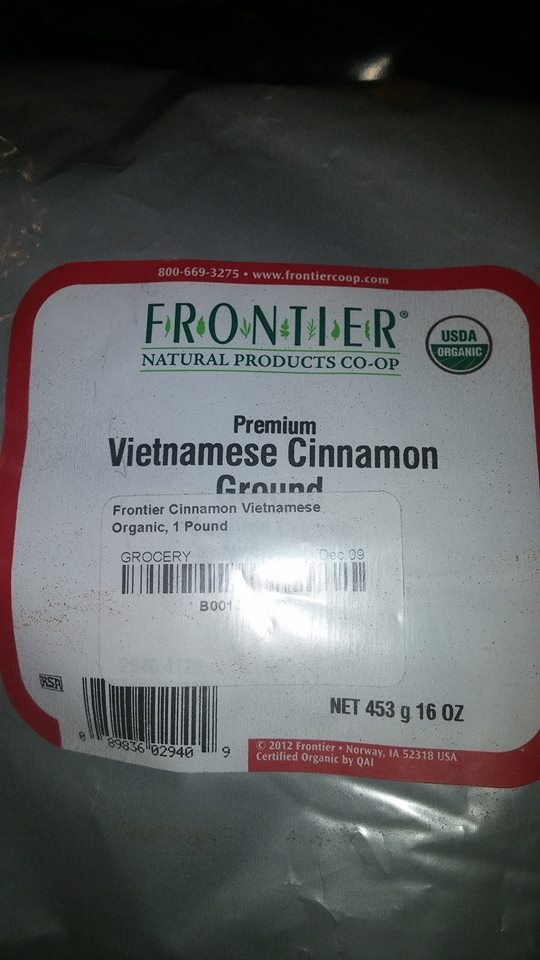 800-669-3275 • www.frontiercoop.com
FRONTIER®
NATURAL PRODUCTS CO-OP
USDA
ORGANIC
Premium
Vietnamese Cinnamon
Ground
Frontier Cinnamon Vietnamese
Organic, 1 Pound
GROCERY Dec 09
KSA
NET 453 g 16 OZ
0 89836 02940 9
© 2012 Frontier • Norway, IA 52318 USA
Certified Organic by QAI